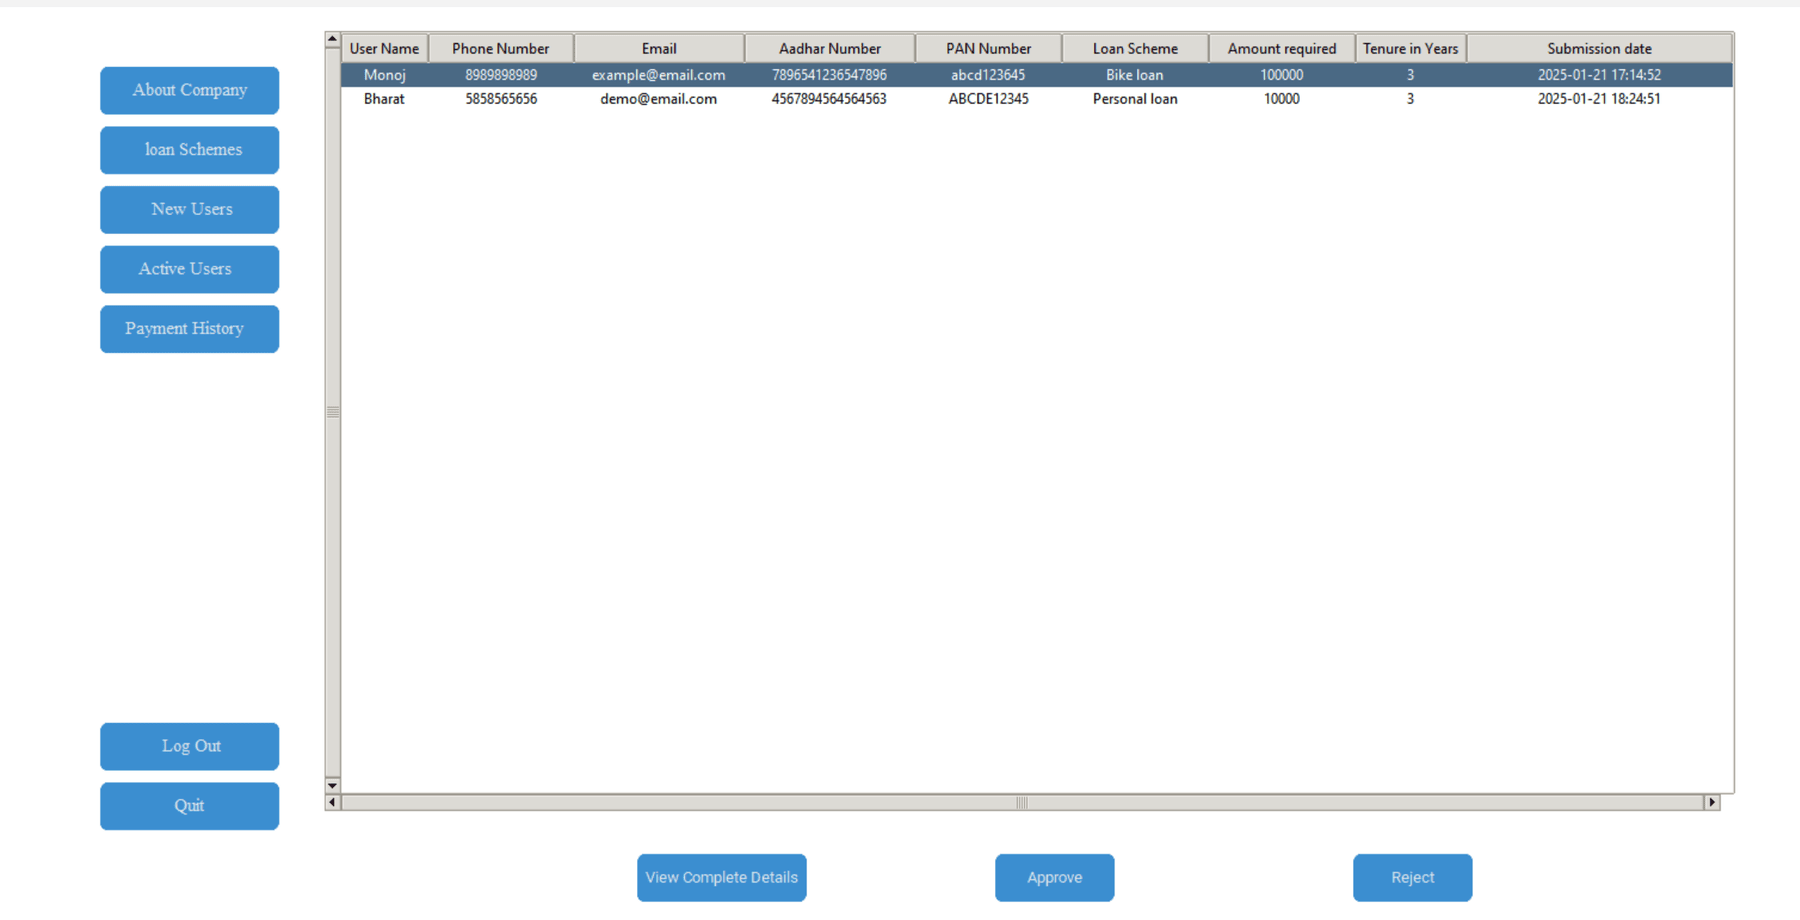 About Company
loan Schemes
New Users
Active Users
Payment History
Log Out
Quit
User Name Phone Number Email Aadhar Number PAN Number Loan Scheme Amount required Tenure in Years Submission date
Monoj 8989898989 example@email.com 7896541236547896 abcd123645 Bike loan 100000 3 2025-01-21 17:14:52
Bharat 5858565656 demo@email.com 4567894564564563 ABCDE12345 Personal loan 10000 3 2025-01-21 18:24:51
View Complete Details Approve Reject